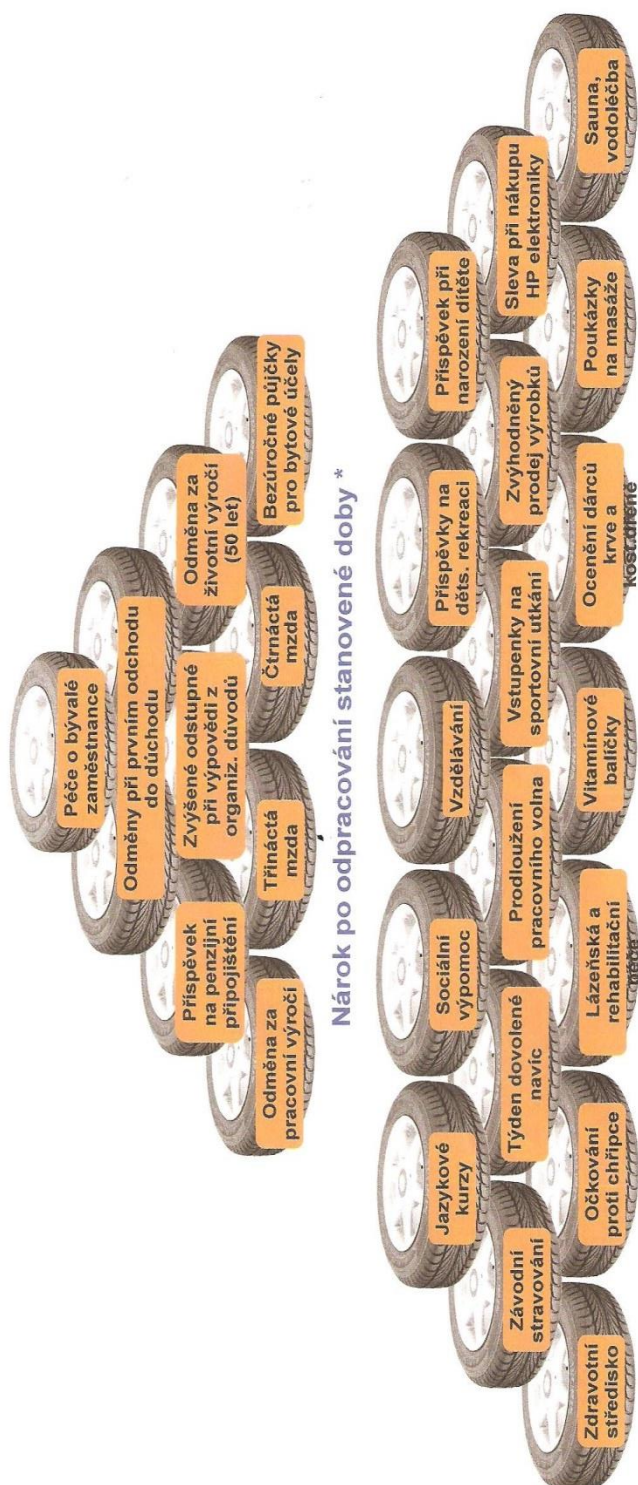 Péče o bývalé
zaměstnance
Odměny při prvním odchodu
do důchodu
Příspěvek
na penzijní
připojištění
Zvýšené odstupné
při výpovědi z
organiz. důvodů
Odměna za
životní výročí
(50 let)
Odměna za
pracovní výročí
Třináctá
mzda
Čtrnáctá
mzda
Bezúročné půjčky
pro bytové účely
Nárok po odpracování stanovené doby *
Jazykové
kurzy
Sociální
výpomoc
Vzdělávání
Příspěvky na
děts. rekreaci
Příspěvek při
narození dítěte
Závodní
stravování
Týden dovolené
navíc
Prodloužení
pracovního volna
Vstupenky na
sportovní utkání
Zvýhodněný
prodej výrobků
Sleva při nákupu
HP elektroniky
Zdravotní
středisko
Očkování
proti chřipce
Lázeňská a
rehabilitační
péče
Vitamínové
balíčky
Ocenění dárců
krve a
kost.dřeně
Poukázky
na masáže
Sauna,
vodoléčba